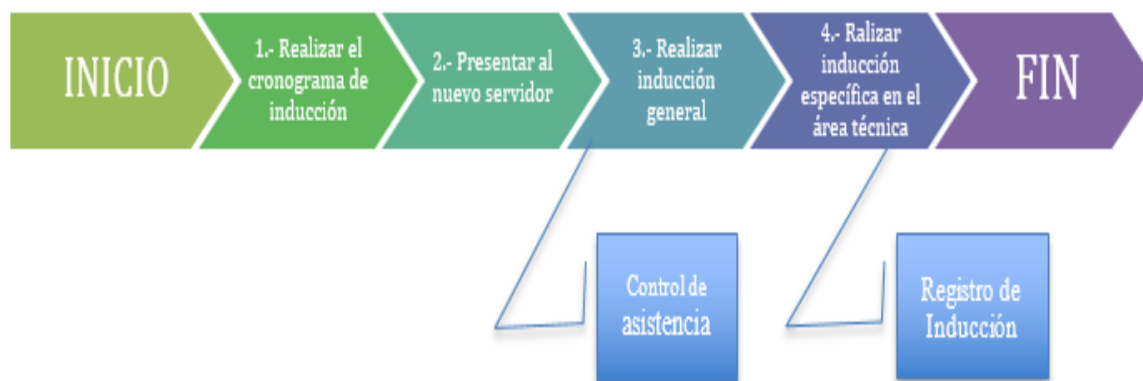 INICIO
1.- Realizar el
cronograma de
inducción
2.- Presentar al
nuevo servidor
3.- Realizar
inducción
general
4.- Ralizar
inducción
específica en el
área técnica
FIN
Control de
asistencia
Registro de
Inducción